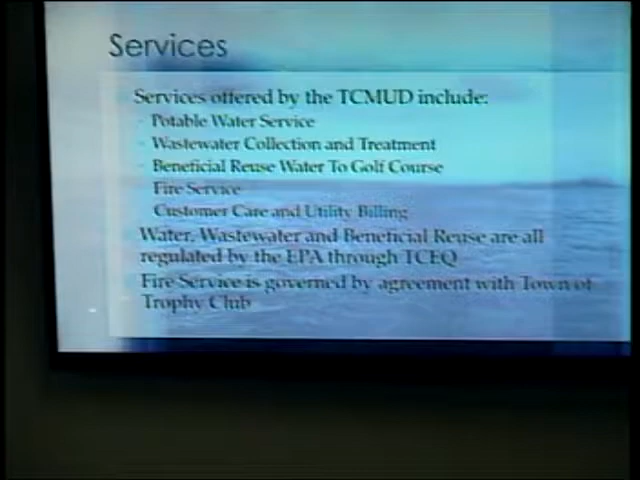 Services
Services offered by the TCMUD include:
Potable Water Service
Wastewater Collection and Treatment
Beneficial Reuse Water To Golf Course
Fire Service
Customer Care and Utility Billing
Water, Wastewater and Beneficial Reuse are all
regulated by the EPA through TCEQ
Fire Service is governed by agreement with Town of
Trophy Club